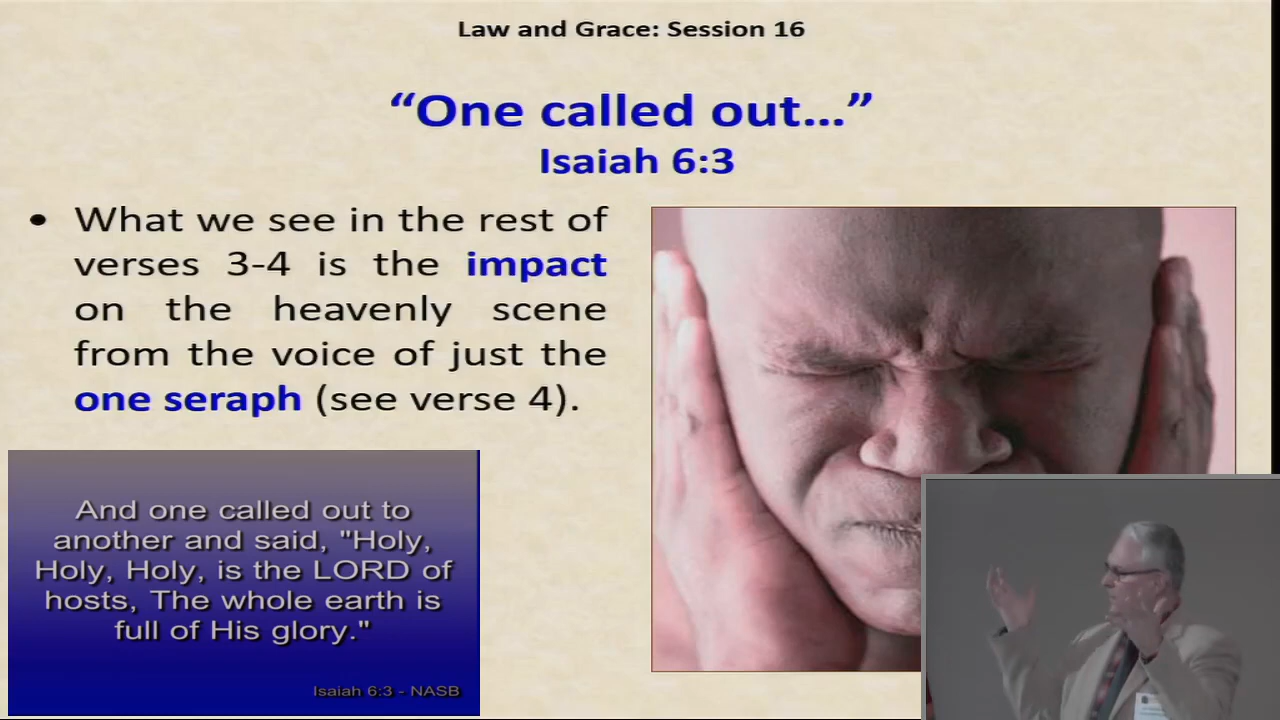 Law and Grace: Session 16
“One called out...”
Isaiah 6:3
• What we see in the rest of
verses 3-4 is the impact
on the heavenly scene
from the voice of just the
one seraph (see verse 4).
And one called out to
another and said, "Holy,
Holy, Holy, is the LORD of
hosts, The whole earth is
full of His glory."
Isaiah 6:3 - NASB